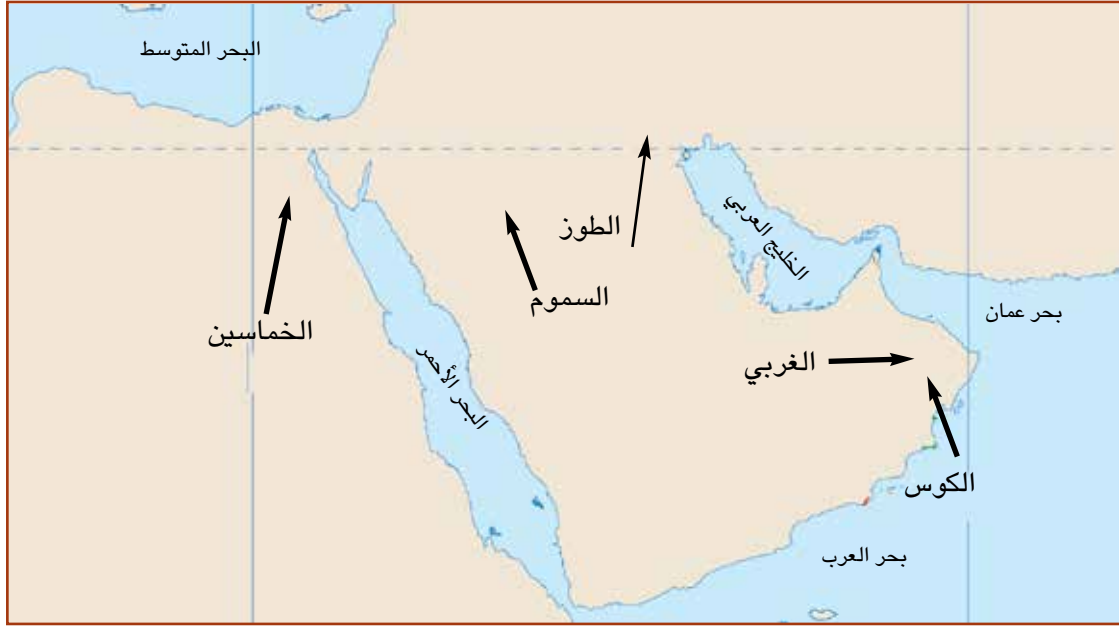 البحر المتوسط
الطوز
الخليج العربي
السموم
الخماسين
بحر عمان
البحر الأحمر
الغربي
الكوس
بحر العرب